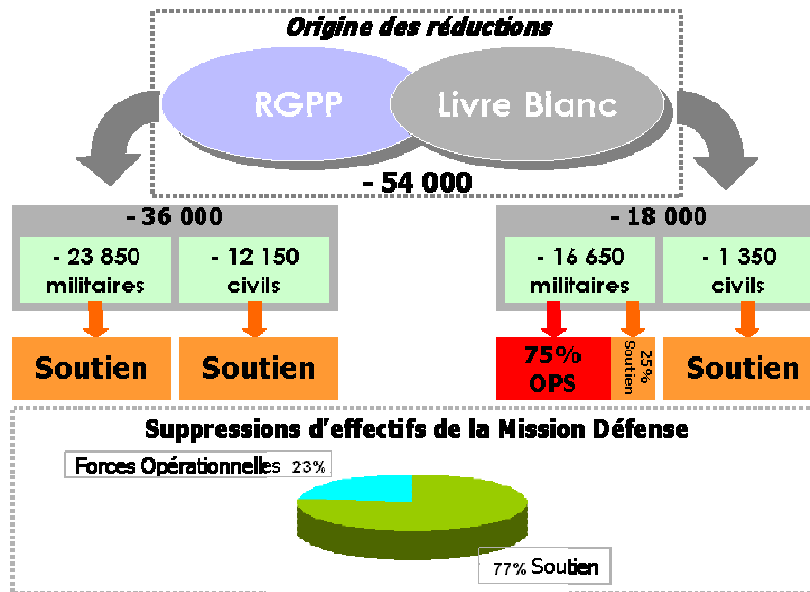 Origine des réductions
RGPP
Livre Blanc
- 54 000
- 36 000
- 18 000
- 23 850
militaires
- 12 150
civils
- 16 650
militaires
- 1 350
civils
Soutien
Soutien
75%
OPS
25%
Soutien
Soutien
Suppressions d'effectifs de la Mission Défense
Forces Opérationnelles 23%
77% Soutien